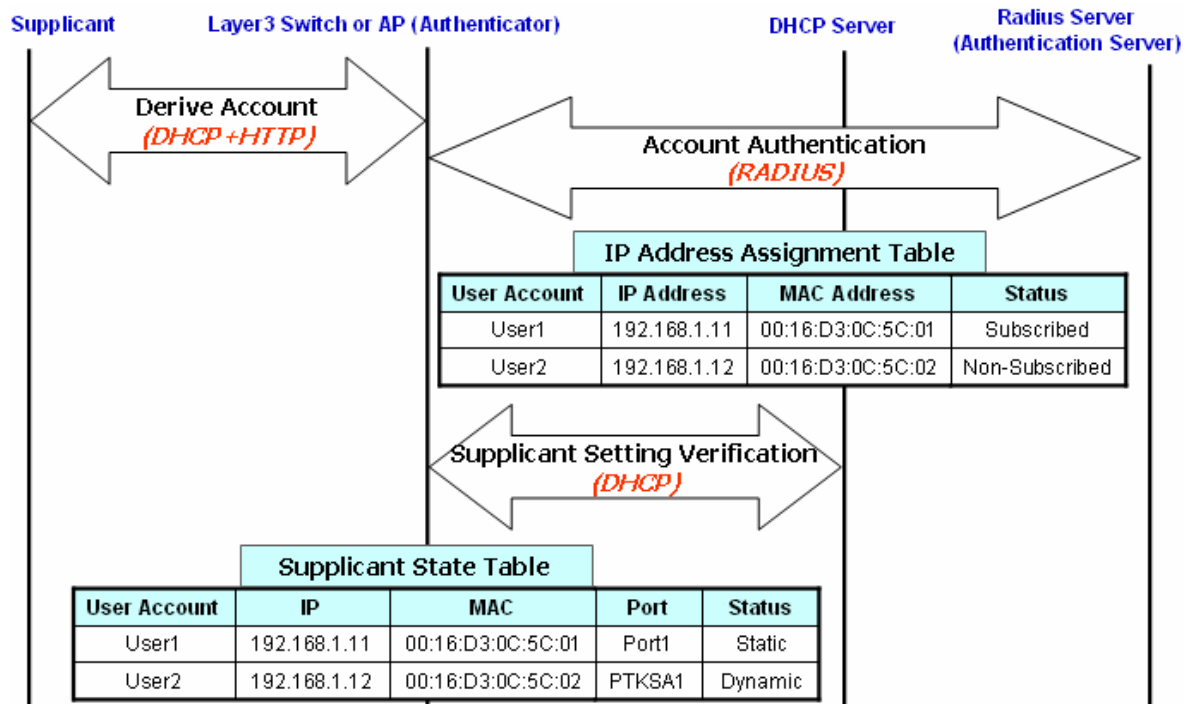 Supplicant
Layer3 Switch or AP (Authenticator)
DHCP Server
Radius Server
(Authentication Server)
Derive Account
(DHCP+HTTP)
Account Authentication
(RADIUS)
IP Address Assignment Table
User Account IP Address MAC Address Status
User1 192.168.1.11 00:16:D3:0C:5C:01 Subscribed
User2 192.168.1.12 00:16:D3:0C:5C:02 Non-Subscribed
Supplicant Setting Verification
(DHCP)
Supplicant State Table
User Account IP MAC Port Status
User1 192.168.1.11 00:16:D3:0C:5C:01 Port1 Static
User2 192.168.1.12 00:16:D3:0C:5C:02 PTKSA1 Dynamic